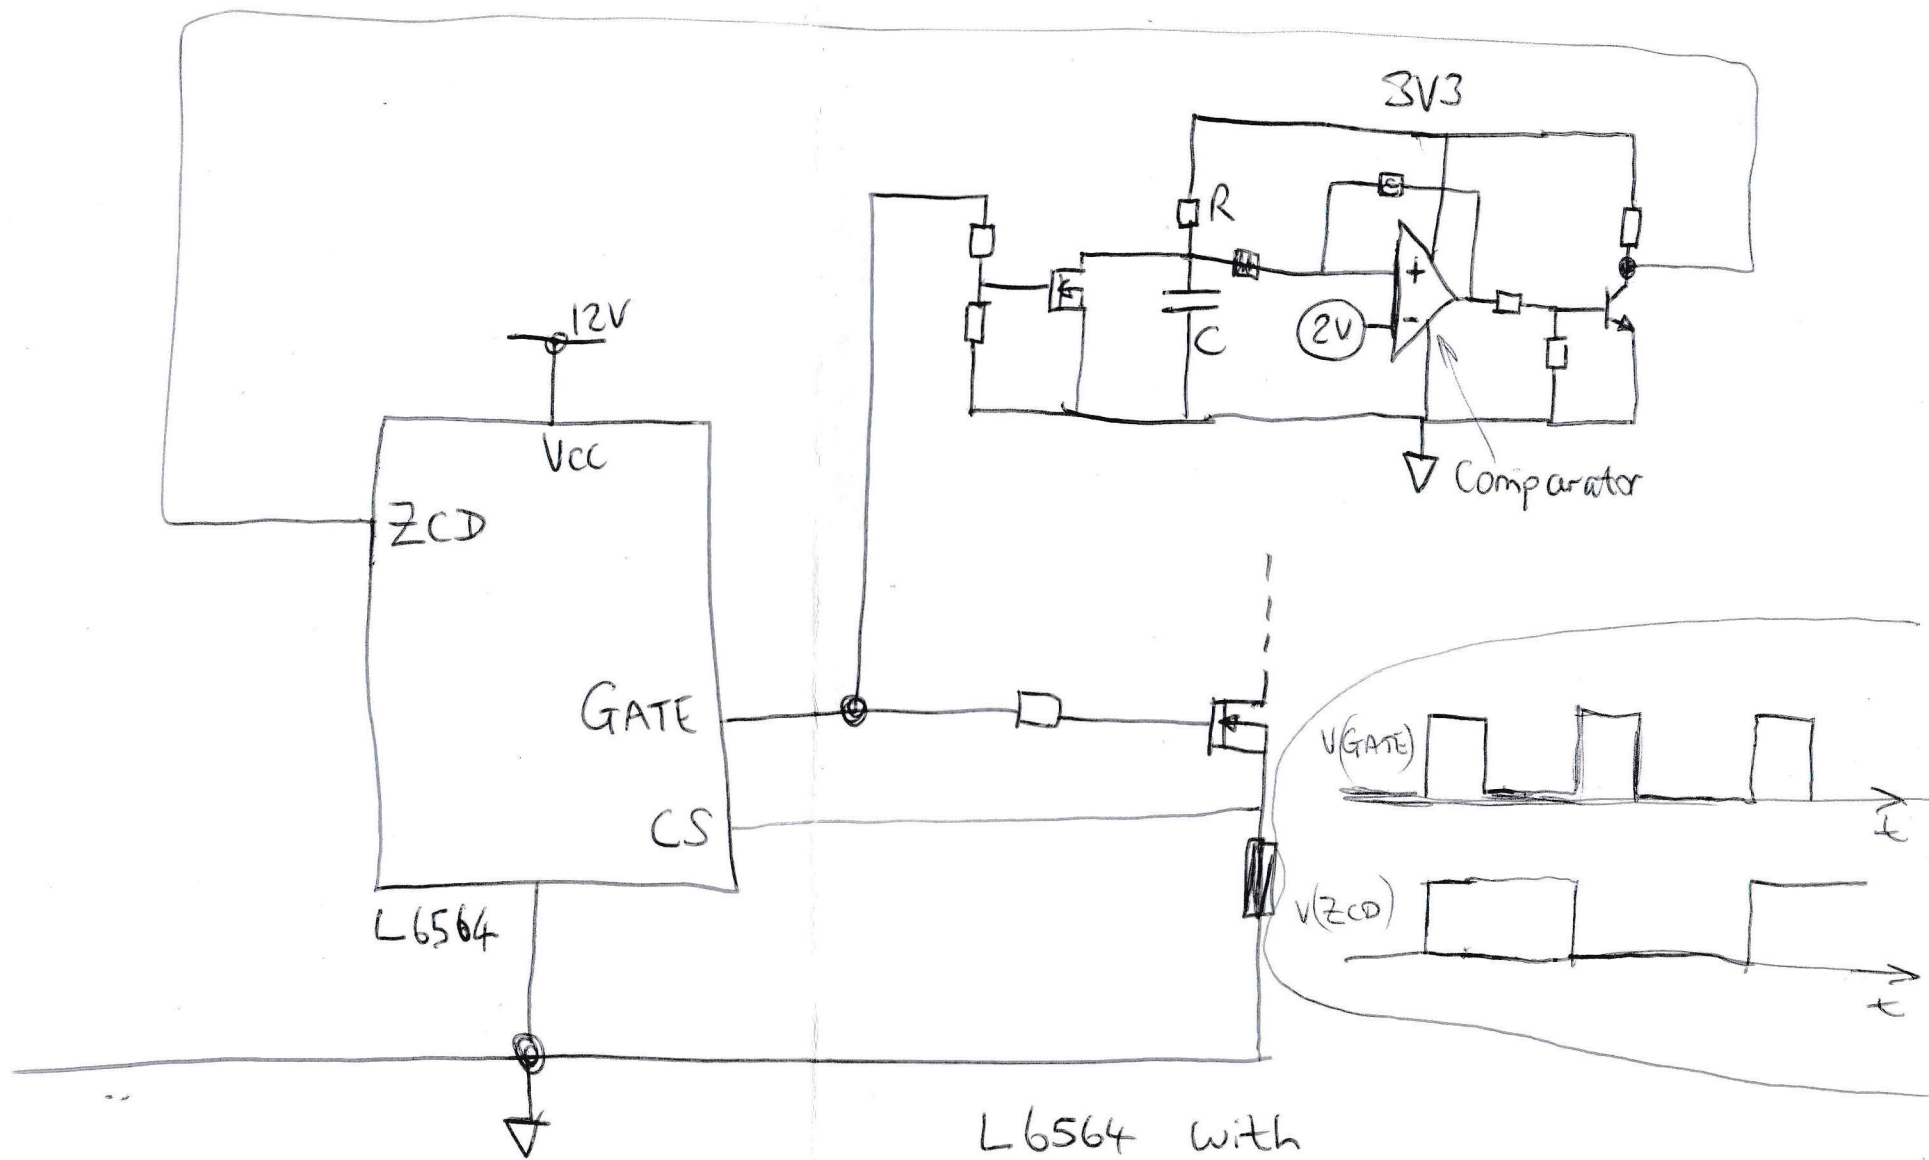 3V3
R
12V
2V
C
VCC
Comparator
ZCD
GATE
V(GATE)
t
CS
V(ZCD)
L6564
t
L6564 with